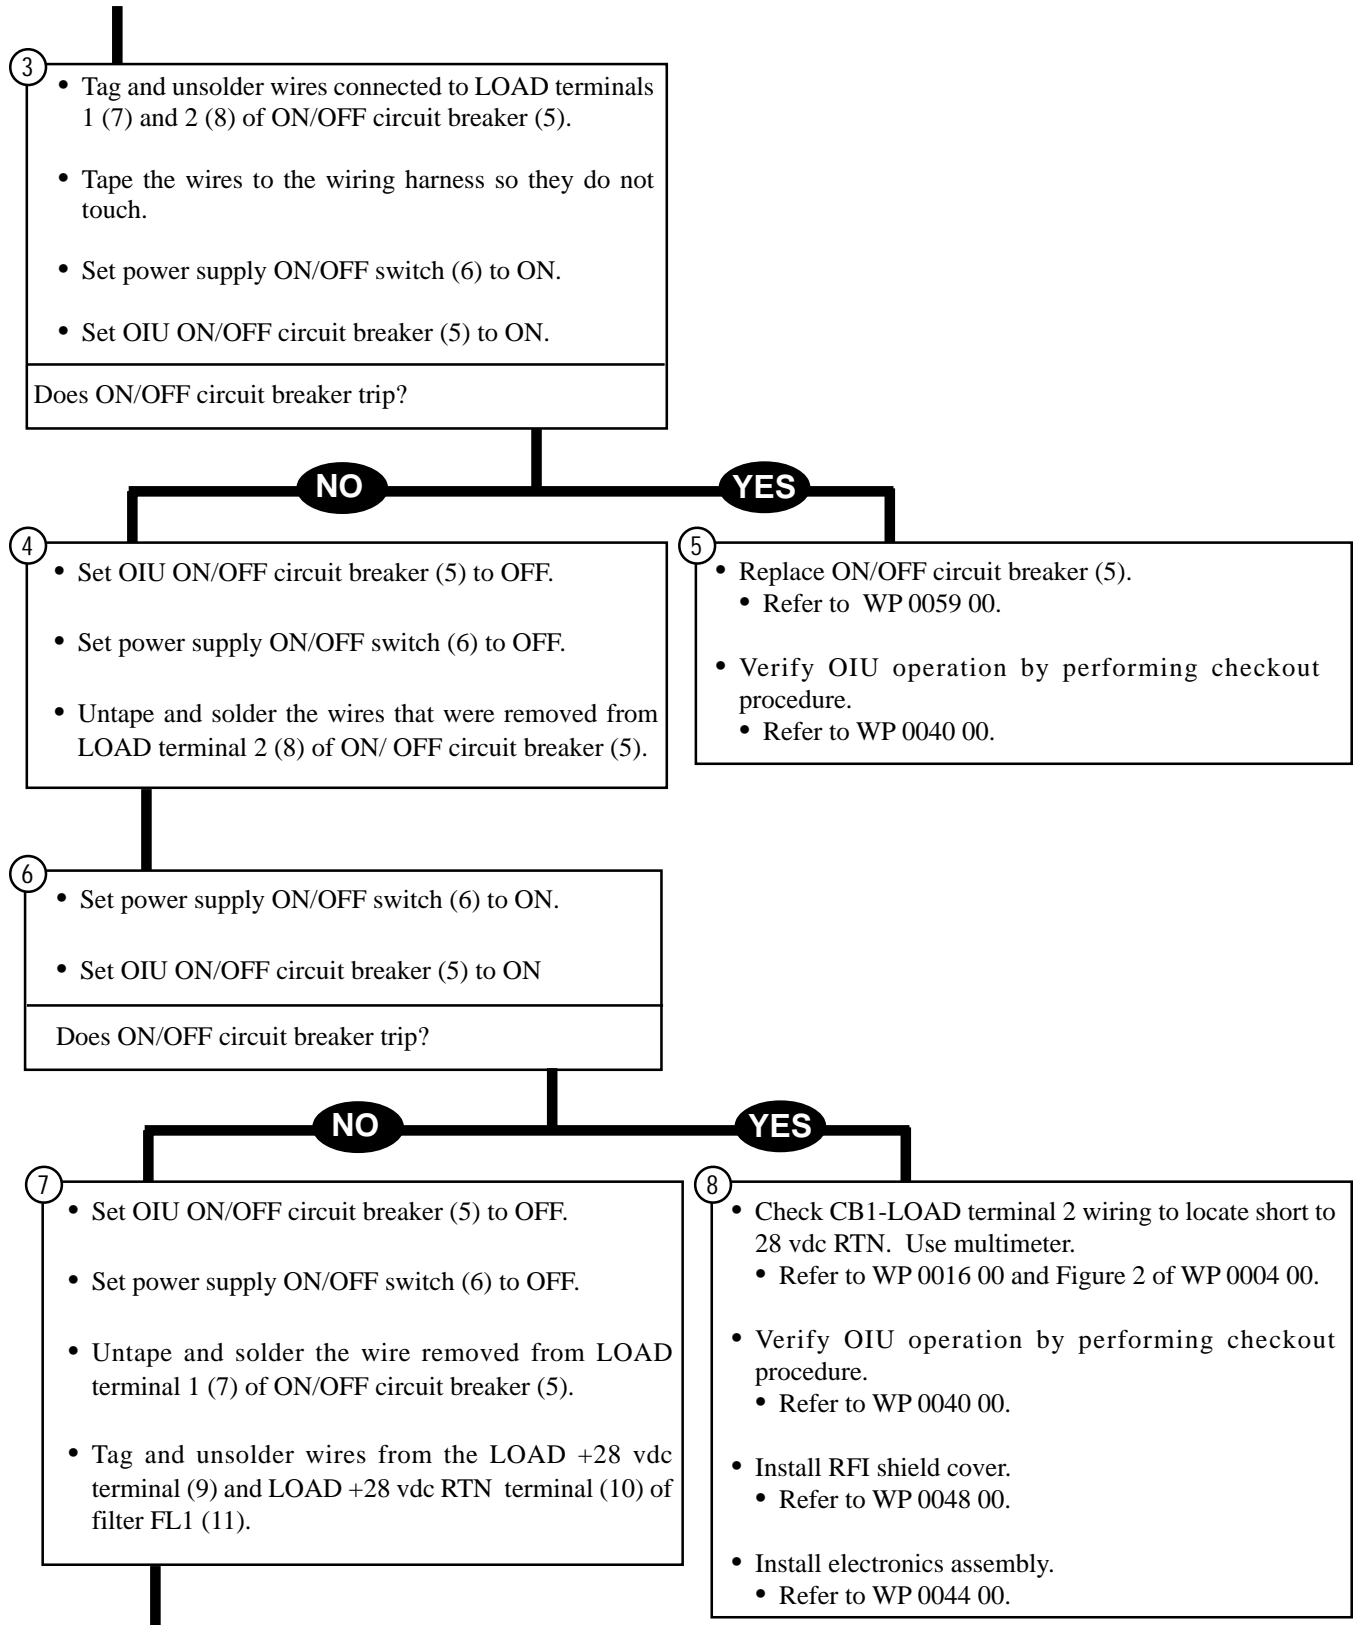 3
• Tag and unsolder wires connected to LOAD terminals
1 (7) and 2 (8) of ON/OFF circuit breaker (5).
• Tape the wires to the wiring harness so they do not
touch.
• Set power supply ON/OFF switch (6) to ON.
• Set OIU ON/OFF circuit breaker (5) to ON.
Does ON/OFF circuit breaker trip?
NO
YES
4
• Set OIU ON/OFF circuit breaker (5) to OFF.
• Set power supply ON/OFF switch (6) to OFF.
• Untape and solder the wires that were removed from
LOAD terminal 2 (8) of ON/ OFF circuit breaker (5).
5
• Replace ON/OFF circuit breaker (5).
• Refer to WP 0059 00.
• Verify OIU operation by performing checkout
procedure.
• Refer to WP 0040 00.
6
• Set power supply ON/OFF switch (6) to ON.
• Set OIU ON/OFF circuit breaker (5) to ON
Does ON/OFF circuit breaker trip?
NO
YES
7
• Set OIU ON/OFF circuit breaker (5) to OFF.
• Set power supply ON/OFF switch (6) to OFF.
• Untape and solder the wire removed from LOAD
terminal 1 (7) of ON/OFF circuit breaker (5).
• Tag and unsolder wires from the LOAD +28 vdc
terminal (9) and LOAD +28 vdc RTN terminal (10) of
filter FL1 (11).
8
• Check CB1-LOAD terminal 2 wiring to locate short to
28 vdc RTN. Use multimeter.
• Refer to WP 0016 00 and Figure 2 of WP 0004 00.
• Verify OIU operation by performing checkout
procedure.
• Refer to WP 0040 00.
• Install RFI shield cover.
• Refer to WP 0048 00.
• Install electronics assembly.
• Refer to WP 0044 00.